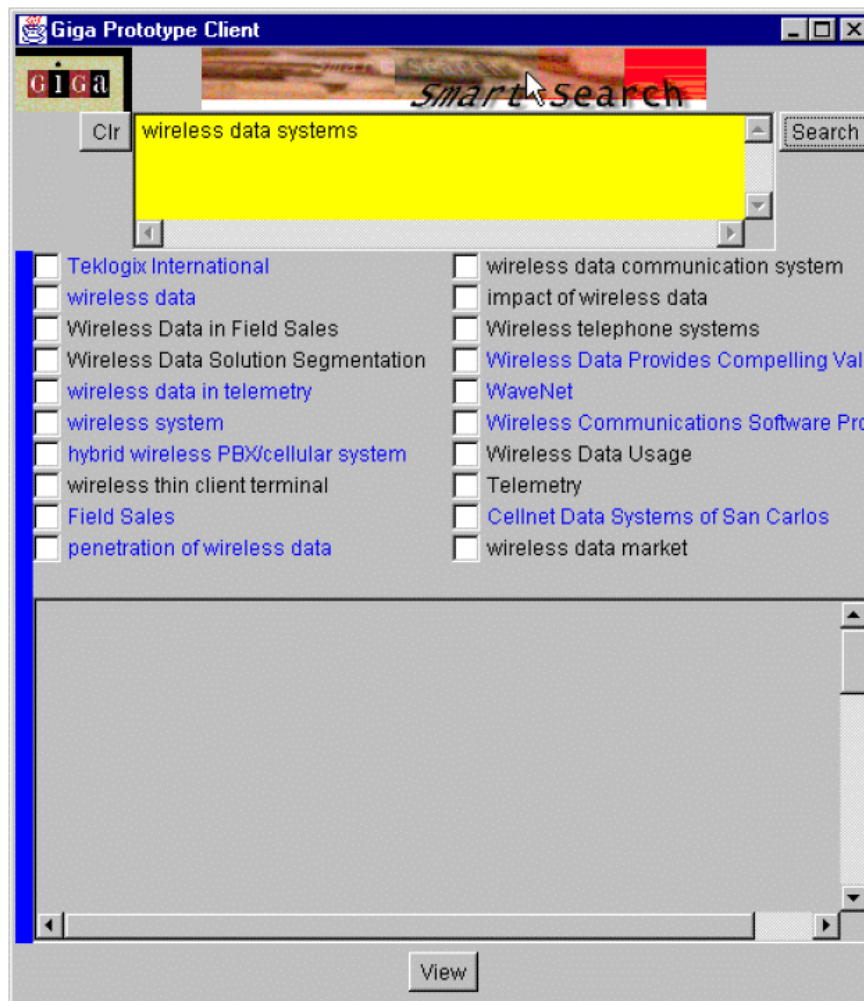 Giga Prototype Client
GiGa
Smart Search
Clr
wireless data systems
Search
Teklogix International
wireless data communication system
wireless data
impact of wireless data
Wireless Data in Field Sales
Wireless telephone systems
Wireless Data Solution Segmentation
Wireless Data Provides Compelling Val
wireless data in telemetry
WaveNet
wireless system
Wireless Communications Software Pro
hybrid wireless PBX/cellular system
Wireless Data Usage
wireless thin client terminal
Telemetry
Field Sales
Cellnet Data Systems of San Carlos
penetration of wireless data
wireless data market
View